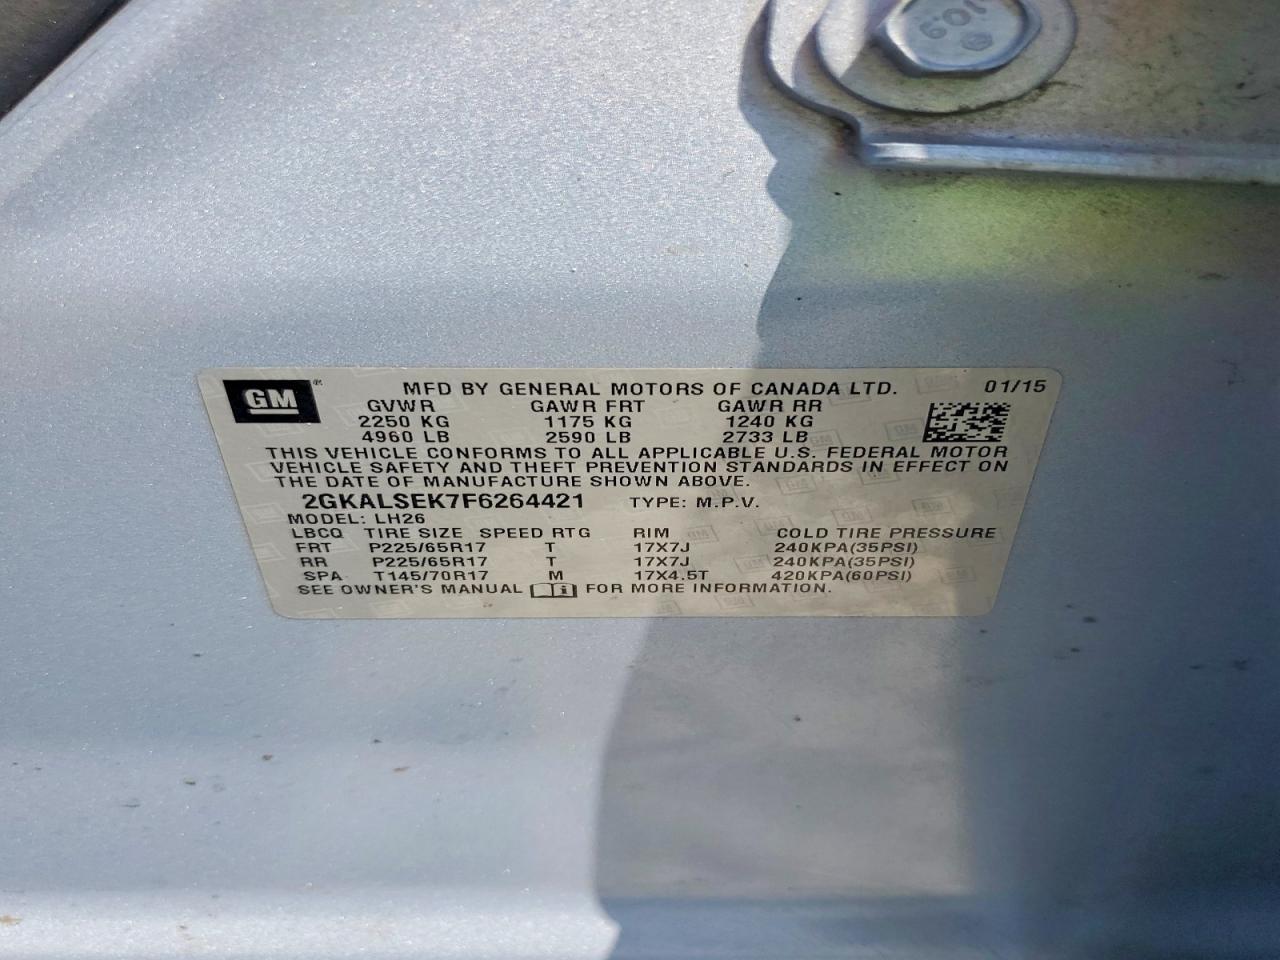 10.9
GM®
MFD BY GENERAL MOTORS OF CANADA LTD. 01/15
GVWR GAWR FRT GAWR RR
2250 KG 1175 KG 1240 KG
4960 LB 2590 LB 2733 LB
THIS VEHICLE CONFORMS TO ALL APPLICABLE U.S. FEDERAL MOTOR
VEHICLE SAFETY AND THEFT PREVENTION STANDARDS IN EFFECT ON
THE DATE OF MANUFACTURE SHOWN ABOVE.
2GKALSEK7F6264421 TYPE: M.P.V.
MODEL: LH26
LBCQ TIRE SIZE SPEED RTG RIM COLD TIRE PRESSURE
FRT P225/65R17 T 17X7J 240KPA(35PSI)
RR P225/65R17 T 17X7J 240KPA(35PSI)
SPA T145/70R17 M 17X4.5T 420KPA(60PSI)
SEE OWNER'S MANUAL i FOR MORE INFORMATION.